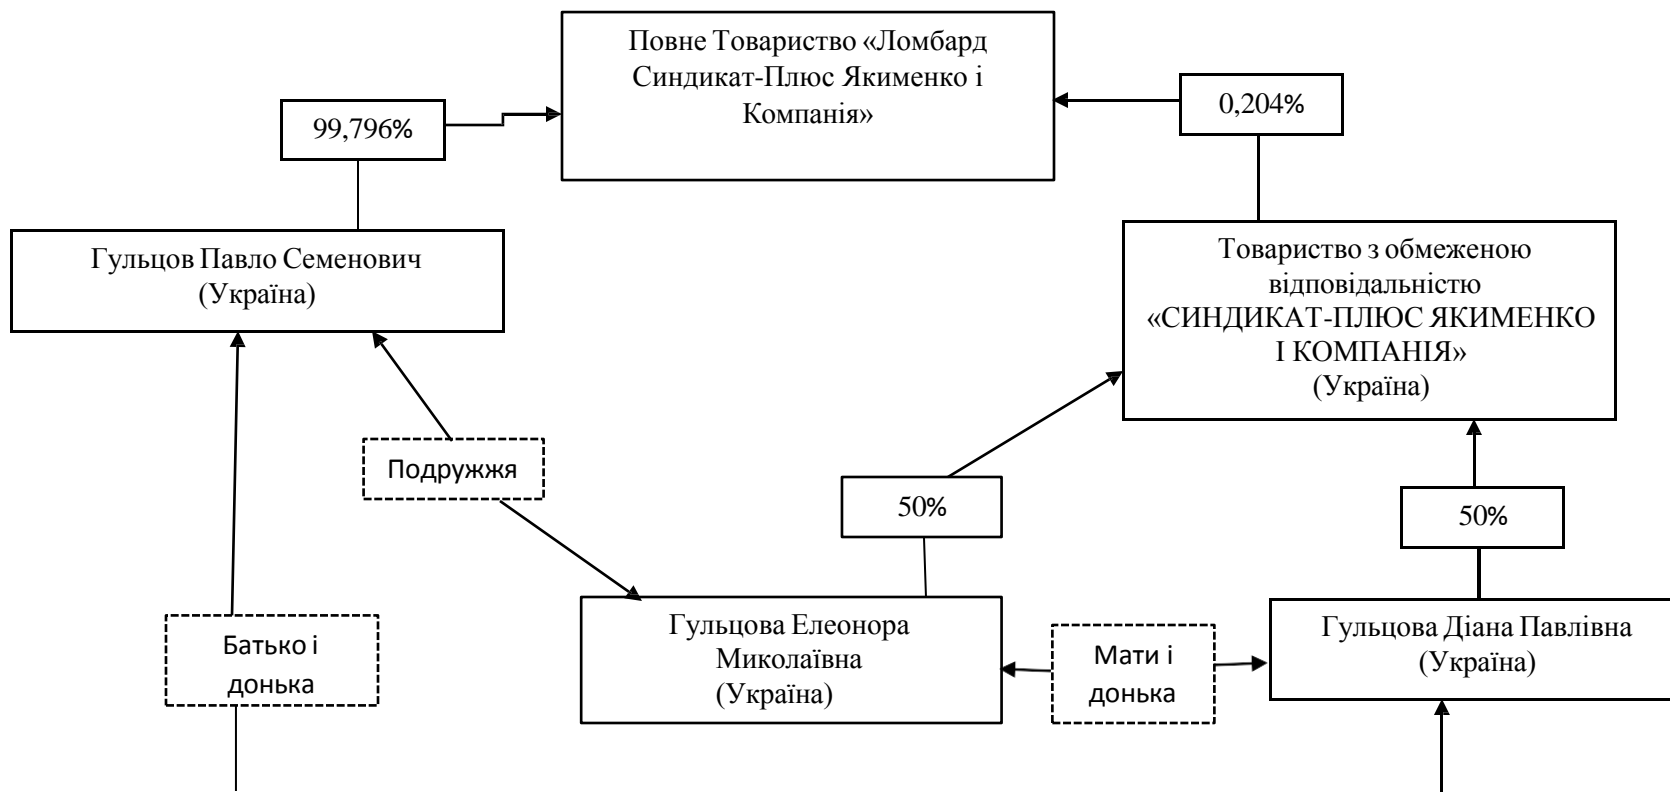 Повне Товариство «Ломбард
Синдикат-Плюс Якименко і
Компанія»
99,796%
0,204%
Гульцов Павло Семенович
(Україна)
Товариство з обмеженою
відповідальністю
«СИНДИКАТ-ПЛЮС ЯКИМЕНКО
І КОМПАНІЯ»
(Україна)
Подружжя
50%
50%
Батько і
донька
Гульцова Елеонора
Миколаївна
(Україна)
Мати і
донька
Гульцова Діана Павлівна
(Україна)